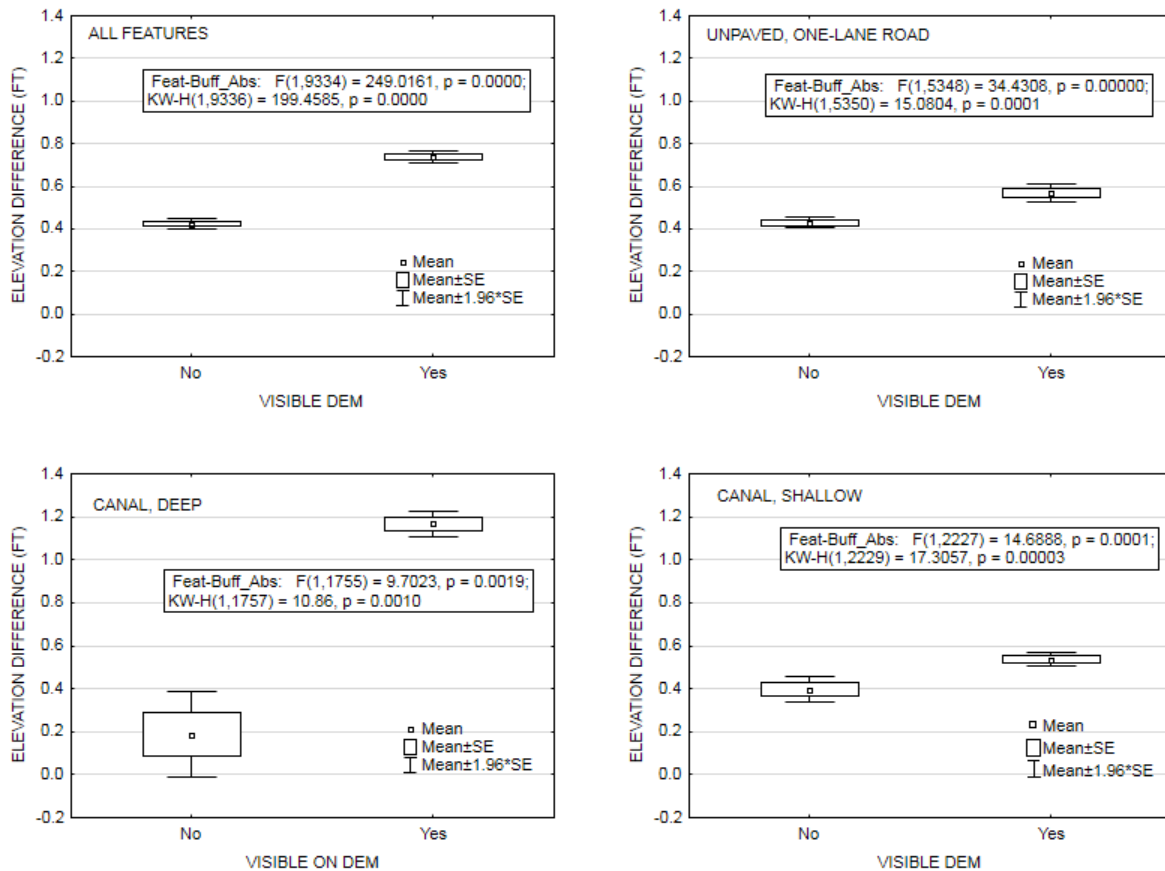 ALL FEATURES
Feat-Buff_Abs: F(1,9334) = 249.0161, p = 0.0000;
KW-H(1,9336) = 199.4585, p = 0.0000
ELEVATION DIFFERENCE (FT)
1.4
1.2
1.0
0.8
0.6
0.4
0.2
0.0
-0.2
Mean
Mean±SE
Mean±1.96*SE
No Yes
VISIBLE DEM
UNPAVED, ONE-LANE ROAD
Feat-Buff_Abs: F(1,5348) = 34.4308, p = 0.00000;
KW-H(1,5350) = 15.0804, p = 0.0001
ELEVATION DIFFERENCE (FT)
1.4
1.2
1.0
0.8
0.6
0.4
0.2
0.0
-0.2
Mean
Mean±SE
Mean±1.96*SE
No Yes
VISIBLE DEM
CANAL, DEEP
Feat-Buff_Abs: F(1,1755) = 9.7023, p = 0.0019;
KW-H(1,1757) = 10.86, p = 0.0010
ELEVATION DIFFERENCE (FT)
1.4
1.2
1.0
0.8
0.6
0.4
0.2
0.0
-0.2
Mean
Mean±SE
Mean±1.96*SE
No Yes
VISIBLE ON DEM
CANAL, SHALLOW
Feat-Buff_Abs: F(1,2227) = 14.6888, p = 0.0001;
KW-H(1,2229) = 17.3057, p = 0.00003
ELEVATION DIFFERENCE (FT)
1.4
1.2
1.0
0.8
0.6
0.4
0.2
0.0
-0.2
Mean
Mean±SE
Mean±1.96*SE
No Yes
VISIBLE DEM